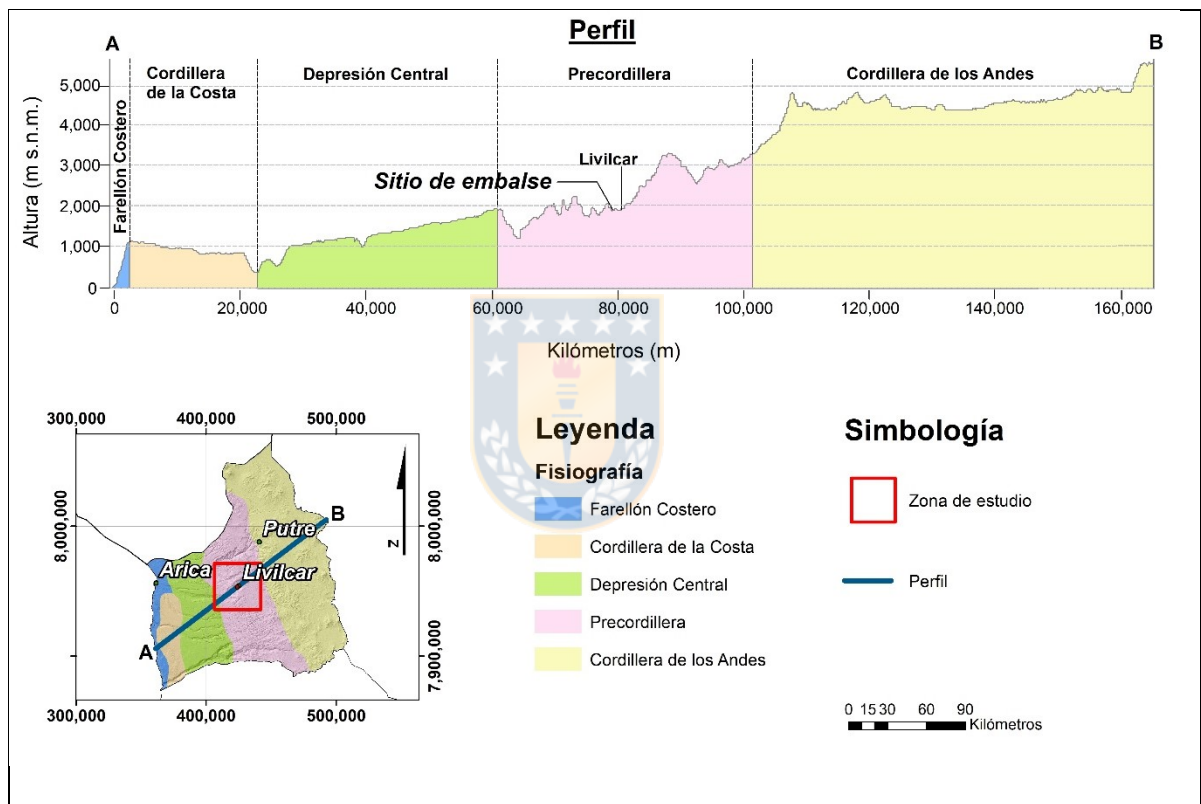 Perfil
A
B
Farellón Costero
Cordillera
de la Costa
Depresión Central
Precordillera
Cordillera de los Andes
Altura (m s.n.m.)
5,000
4,000
3,000
2,000
1,000
0
Livilcar
Sitio de embalse
0
20,000
40,000
60,000
80,000
100,000
120,000
140,000
160,000
Kilómetros (m)
300,000
400,000
500,000
8,000,000
8,000,000
7,900,000
300,000
400,000
500,000
N
B
Putre
Arica
Livilcar
A
Leyenda
Fisiografía
Farellón Costero
Cordillera de la Costa
Depresión Central
Precordillera
Cordillera de los Andes
Simbología
Zona de estudio
Perfil
0 15 30 60 90
Kilómetros